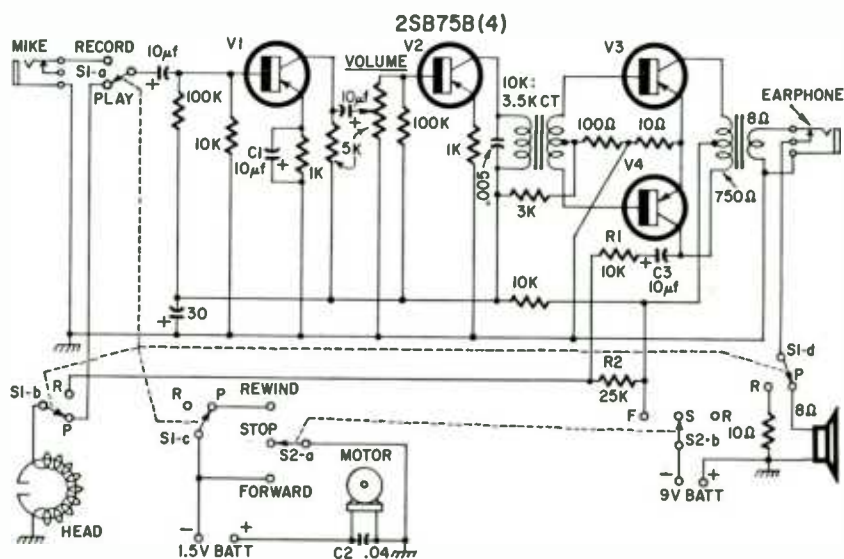 2SB75B(4)
MIKE
RECORD
10µf
V1
VOLUME
V2
V3
S1-a
PLAY
10K:
3.5K CT
EARPHONE
8Ω
100K
10K
C1
10µf
+
1K
10µf
+
5K
100K
1K
.005
100Ω
10Ω
V4
3K
750Ω
R1
10K
+
C3
10µf
+
30
10K
S1-d
R2
25K
R
P
8Ω
S1-b
R
P
R
P
REWIND
S1-c
STOP
S2-a
F
S
R
S2-b
10Ω
FORWARD
MOTOR
-
+
9V BATT
HEAD
-
+
1.5V BATT
C2 .04